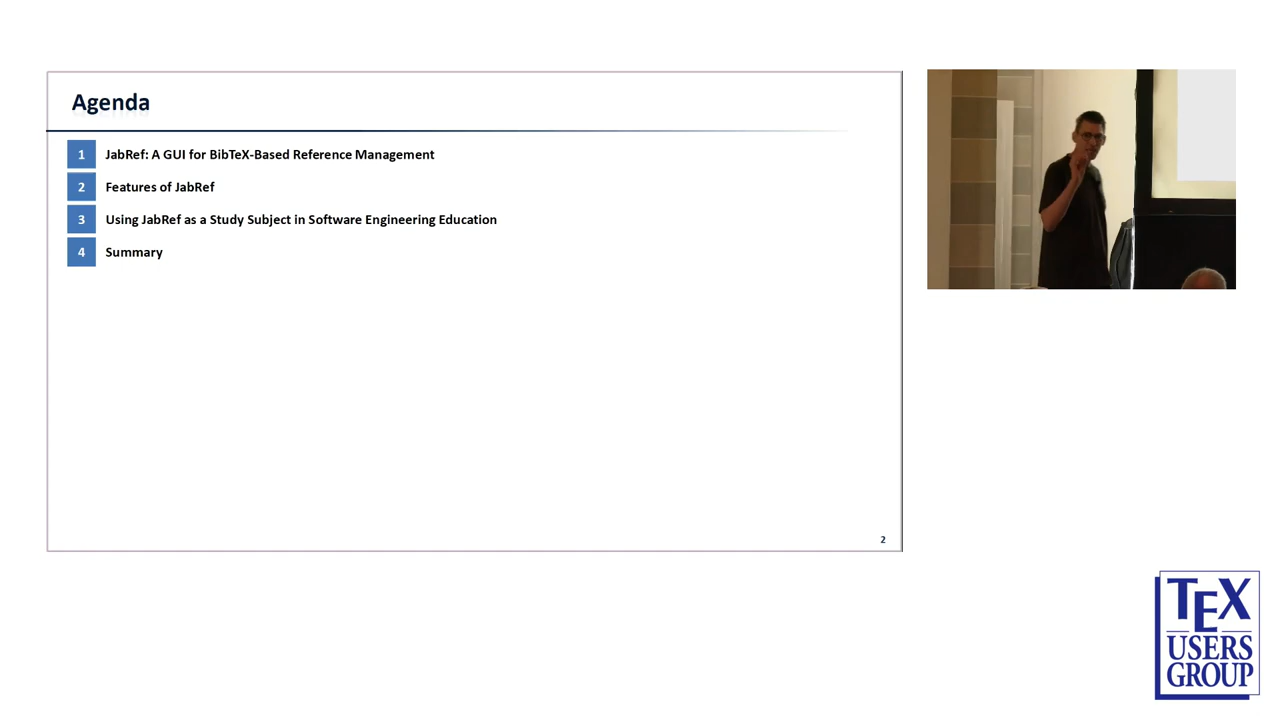 Agenda
1 JabRef: A GUI for BibTeX-Based Reference Management
2 Features of JabRef
3 Using JabRef as a Study Subject in Software Engineering Education
4 Summary
2
TEX
USERS
GROUP